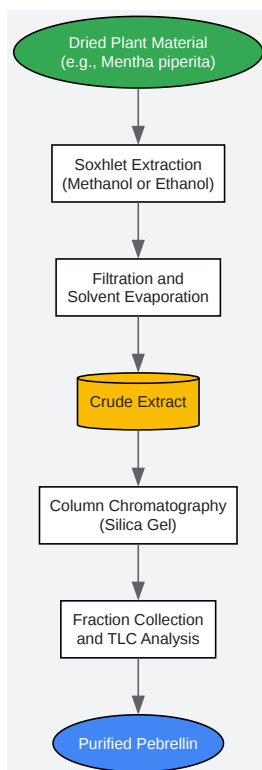 Dried Plant Material
(e.g., Mentha piperita)
Soxhlet Extraction
(Methanol or Ethanol)
Filtration and
Solvent Evaporation
Crude Extract
Column Chromatography
(Silica Gel)
Fraction Collection
and TLC Analysis
Purified Pebrellin